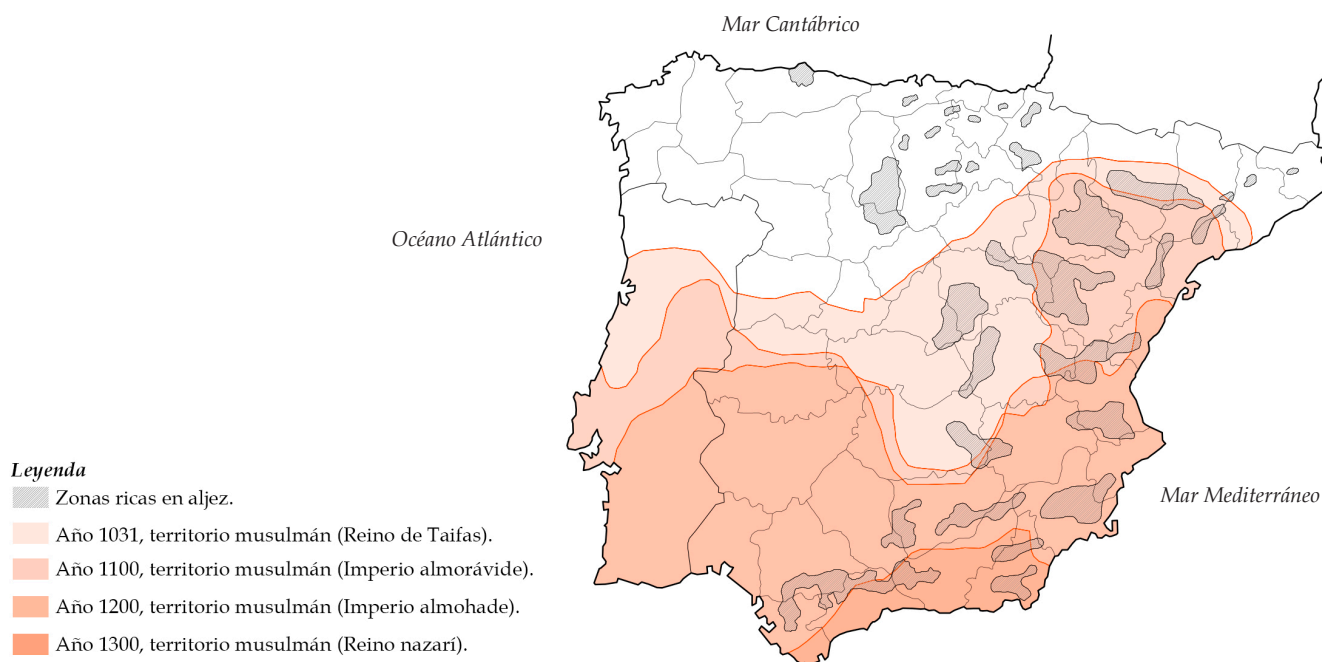 Mar Cantábrico
Océano Atlántico
Mar Mediterráneo
Leyenda
Zonas ricas en aljez.
Año 1031, territorio musulmán (Reino de Taifas).
Año 1100, territorio musulmán (Imperio almorávide).
Año 1200, territorio musulmán (Imperio almohade).
Año 1300, territorio musulmán (Reino nazarí).